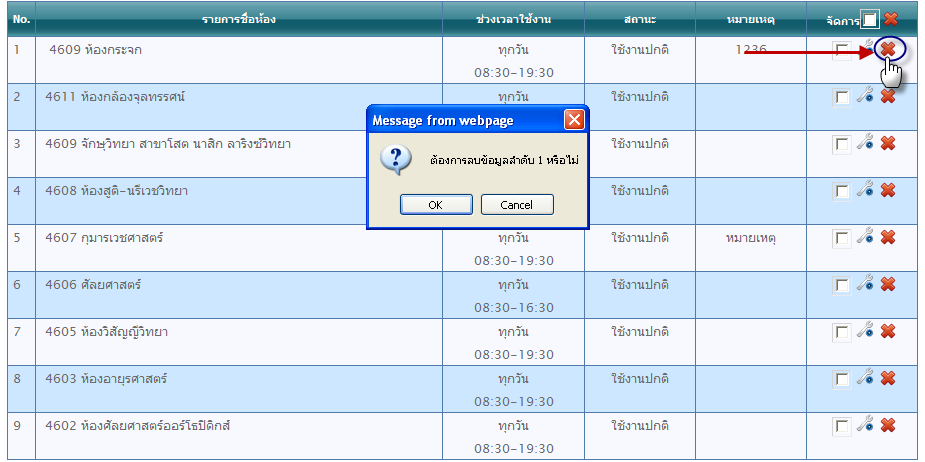 No. รายการชื่อห้อง ช่วงเวลาใช้งาน สถานะ หมายเหตุ จัดการ
1 4609 ห้องกระจก ทุกวัน ใช้งานปกติ 1236
08:30-19:30
2 4611 ห้องกล้องจุลทรรศน์ ทุกวัน ใช้งานปกติ
Message from webpage
3 4609 จักษุวิทยา สาขาโสต นาสิก ลาริงซ์วิทยา ใช้งานปกติ
ต้องการลบข้อมูลลำดับ 1 หรือไม่
4 4608 ห้องสูติ-นรีเวชวิทยา ใช้งานปกติ
OK Cancel
5 4607 กุมารเวชศาสตร์ ทุกวัน ใช้งานปกติ หมายเหตุ
08:30-19:30
6 4606 ศัลยศาสตร์ ทุกวัน ใช้งานปกติ
08:30-16:30
7 4605 ห้องวิสัญญีวิทยา ทุกวัน ใช้งานปกติ
08:30-19:30
8 4603 ห้องอายุรศาสตร์ ทุกวัน ใช้งานปกติ
08:30-19:30
9 4602 ห้องศัลยศาสตร์ออร์โธปิดิกส์ ทุกวัน ใช้งานปกติ
08:30-19:30